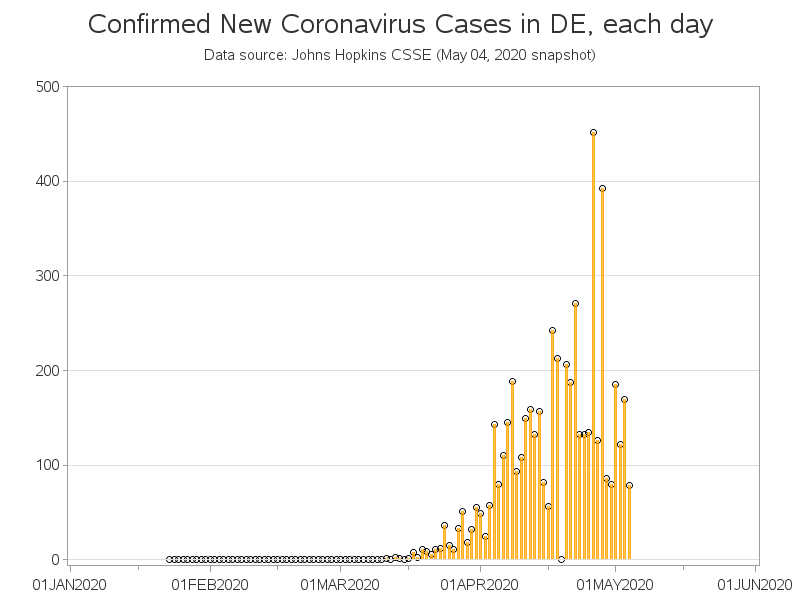 Confirmed New Coronavirus Cases in DE, each day
Data source: Johns Hopkins CSSE (May 04, 2020 snapshot)
500
400
300
200
100
0
01JAN2020 01FEB2020 01MAR2020 01APR2020 01MAY2020 01JUN2020